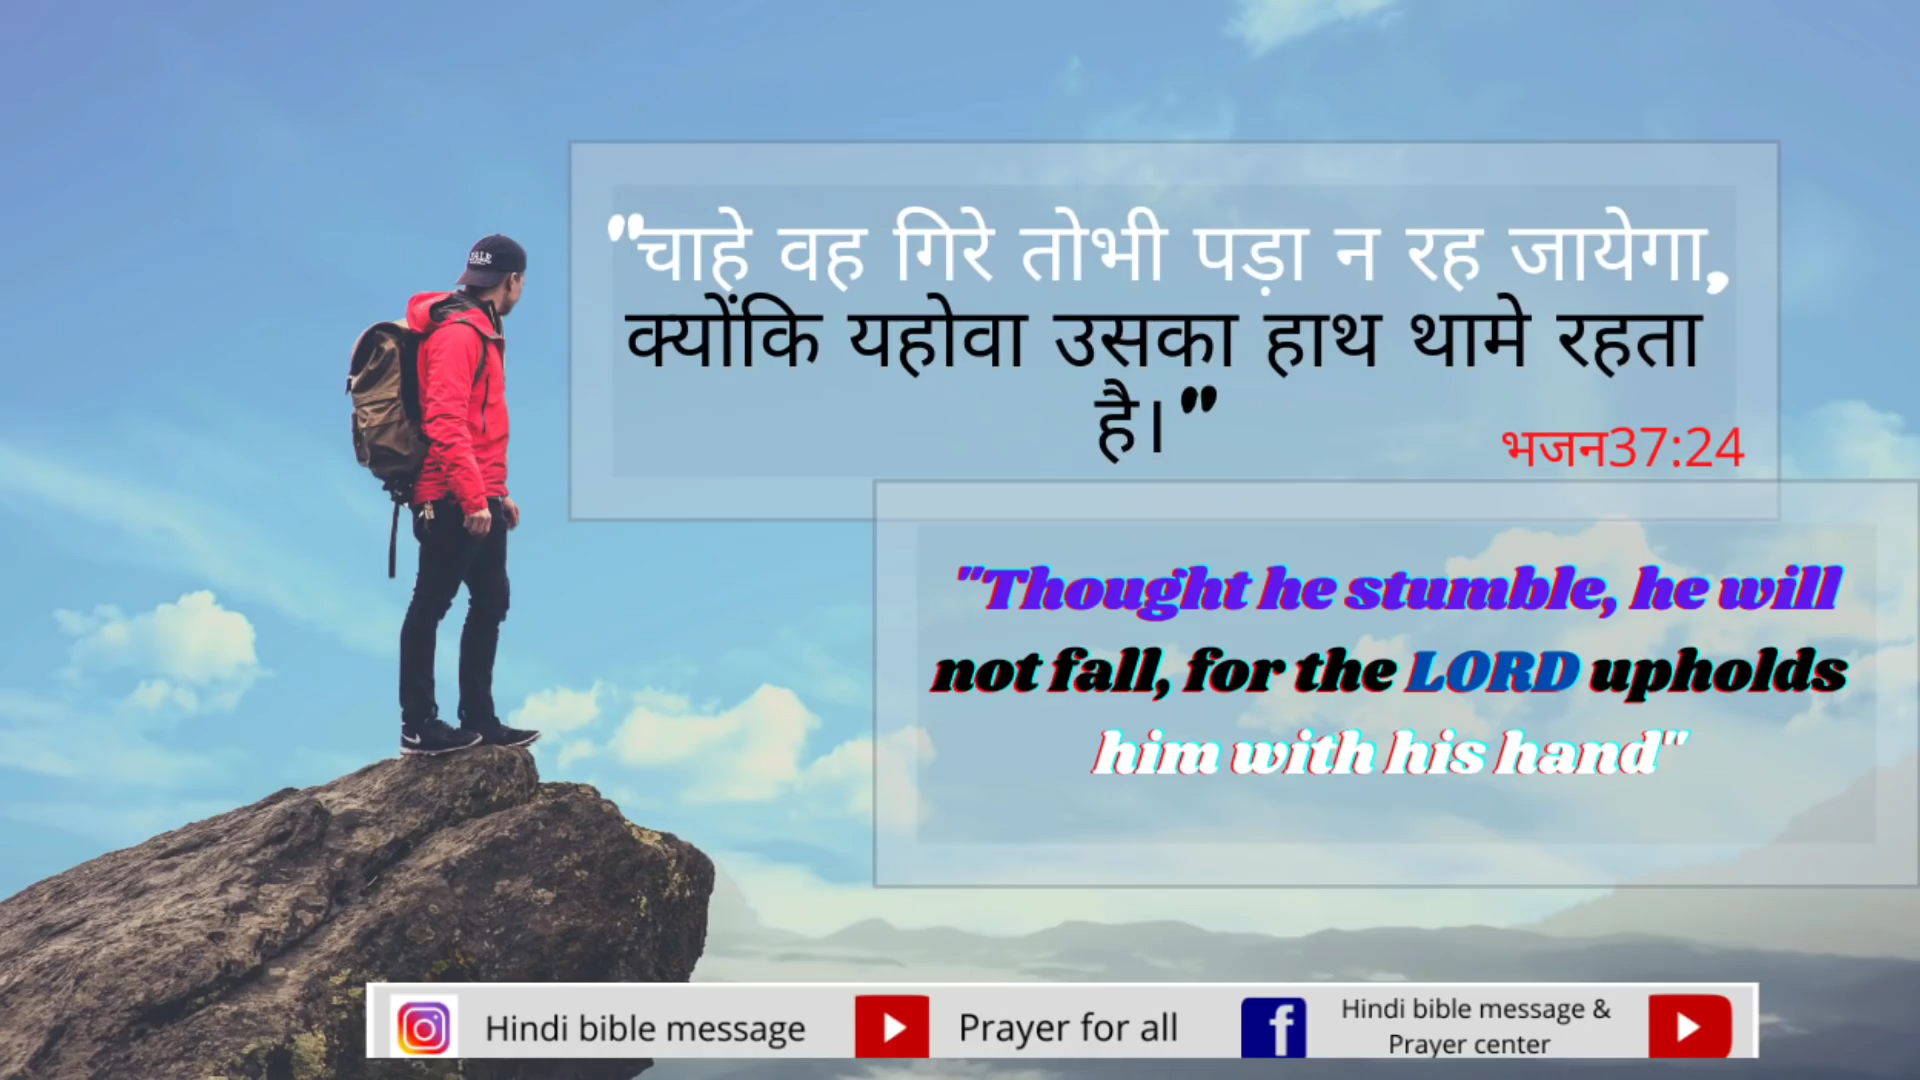 "चाहे वह गिरे तोभी पड़ा न रह जायेगा,
क्योंकि यहोवा उसका हाथ थामे रहता
है।"
भजन37:24
"Thought he stumble, he will
not fall, for the LORD upholds
him with his hand"
Hindi bible message
Prayer for all
Hindi bible message &
Prayer center